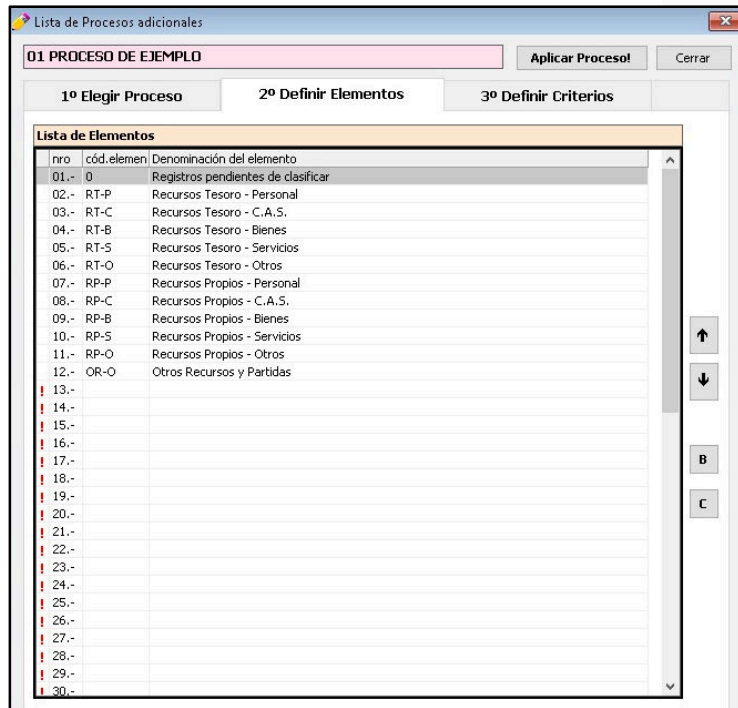 Lista de Procesos adicionales
01 PROCESO DE EJEMPLO Aplicar Proceso! Cerrar
1º Elegir Proceso 2º Definir Elementos 3º Definir Criterios
Lista de Elementos
nro cód.elemen Denominación del elemento
01.- 0 Registros pendientes de clasificar
02.- RT-P Recursos Tesoro - Personal
03.- RT-C Recursos Tesoro - C.A.S.
04.- RT-B Recursos Tesoro - Bienes
05.- RT-S Recursos Tesoro - Servicios
06.- RT-O Recursos Tesoro - Otros
07.- RP-P Recursos Propios - Personal
08.- RP-C Recursos Propios - C.A.S.
09.- RP-B Recursos Propios - Bienes
10.- RP-S Recursos Propios - Servicios
11.- RP-O Recursos Propios - Otros
12.- OR-O Otros Recursos y Partidas
! 13.-
! 14.-
! 15.-
! 16.-
! 17.- B
! 18.-
! 19.- C
! 20.-
! 21.-
! 22.-
! 23.-
! 24.-
! 25.-
! 26.-
! 27.-
! 28.-
! 29.-
! 30.-